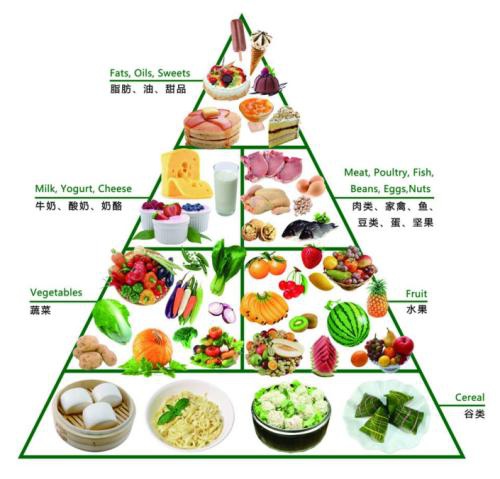 Fats, Oils, Sweets
脂肪、油、甜品
Milk, Yogurt, Cheese
牛奶、酸奶、奶酪
Meat, Poultry, Fish,
Beans, Eggs,Nuts
肉类、家禽、鱼、
豆类、蛋、坚果
Vegetables
蔬菜
Fruit
水果
Cereal
谷类